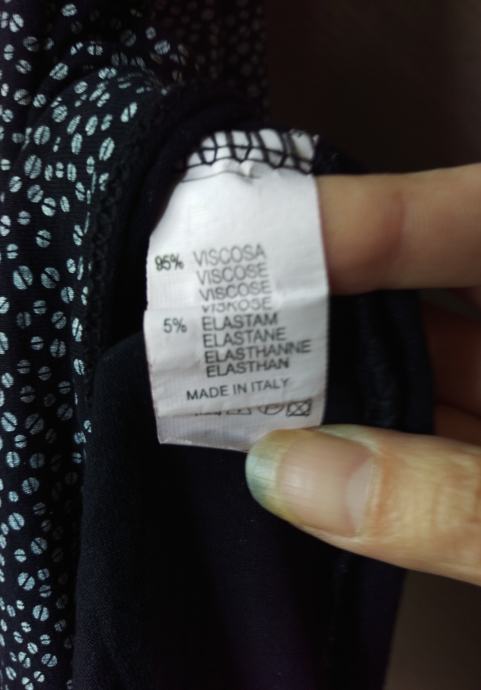 95% VISCOSA
VISCOSE
VISCOSE
VISKOSE
5% ELASTAM
ELASTANE
ELASTHANNE
ELASTHAN
MADE IN ITALY